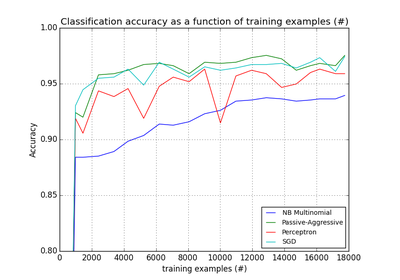 Classification accuracy as a function of training examples (#)
1.00
0.95
0.90
0.85
0.80
Accuracy
0 2000 4000 6000 8000 10000 12000 14000 16000 18000
training examples (#)
NB Multinomial
Passive-Aggressive
Perceptron
SGD